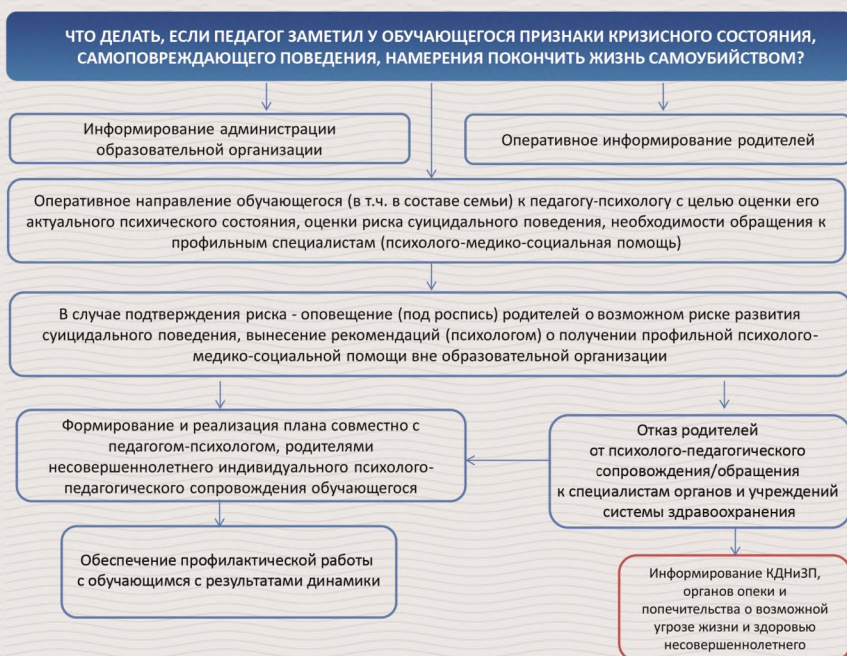 ЧТО ДЕЛАТЬ, ЕСЛИ ПЕДАГОГ ЗАМЕТИЛ У ОБУЧАЮЩЕГОСЯ ПРИЗНАКИ КРИЗИСНОГО СОСТОЯНИЯ,
САМОПОВРЕЖДАЮЩЕГО ПОВЕДЕНИЯ, НАМЕРЕНИЯ ПОКОНЧИТЬ ЖИЗНЬ САМОУБИЙСТВОМ?
Информирование администрации
образовательной организации
Оперативное информирование родителей
Оперативное направление обучающегося (в т.ч. в составе семьи) к педагогу-психологу с целью оценки его
актуального психического состояния, оценки риска суицидального поведения, необходимости обращения к
профильным специалистам (психолого-медико-социальная помощь)
В случае подтверждения риска - оповещение (под роспись) родителей о возможном риске развития
суицидального поведения, вынесение рекомендаций (психологом) о получении профильной психолого-
медико-социальной помощи вне образовательной организации
Формирование и реализация плана совместно с
педагогом-психологом, родителями
несовершеннолетнего индивидуального психолого-
педагогического сопровождения обучающегося
Отказ родителей
от психолого-педагогического
сопровождения/обращения
к специалистам органов и учреждений
системы здравоохранения
Обеспечение профилактической работы
с обучающимся с результатами динамики
Информирование КДНиЗП,
органов опеки и
попечительства о возможной
угрозе жизни и здоровью
несовершеннолетнего